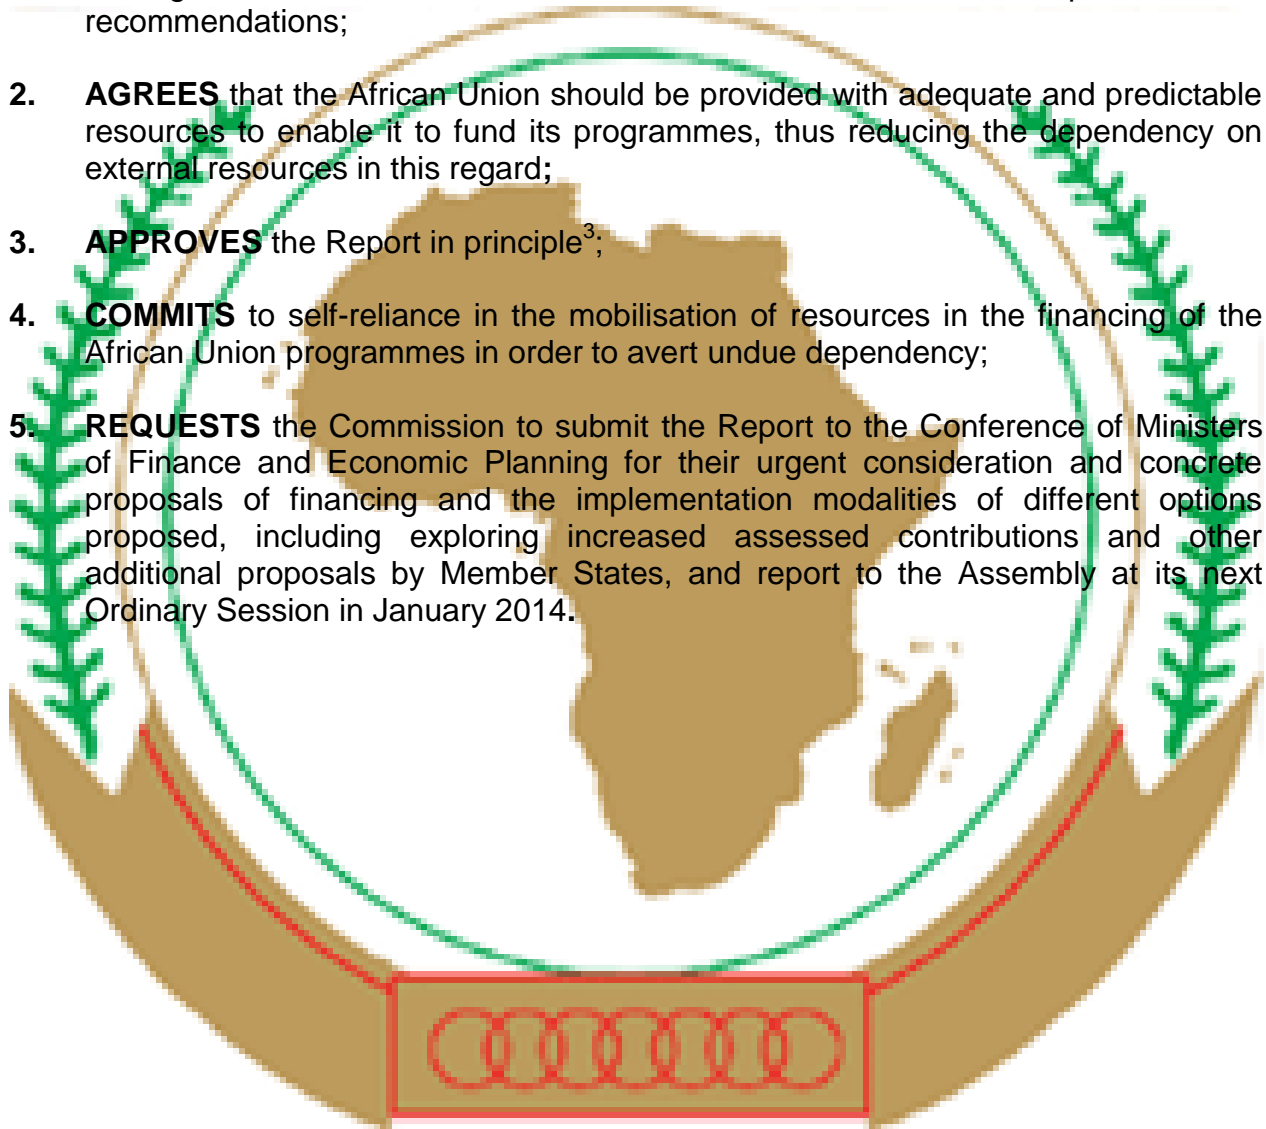 recommendations;
2. AGREES that the African Union should be provided with adequate and predictable
resources to enable it to fund its programmes, thus reducing the dependency on
external resources in this regard;
3. APPROVES the Report in principle³;
4. COMMITS to self-reliance in the mobilisation of resources in the financing of the
African Union programmes in order to avert undue dependency;
5. REQUESTS the Commission to submit the Report to the Conference of Ministers
of Finance and Economic Planning for their urgent consideration and concrete
proposals of financing and the implementation modalities of different options
proposed, including exploring increased assessed contributions and other
additional proposals by Member States, and report to the Assembly at its next
Ordinary Session in January 2014.